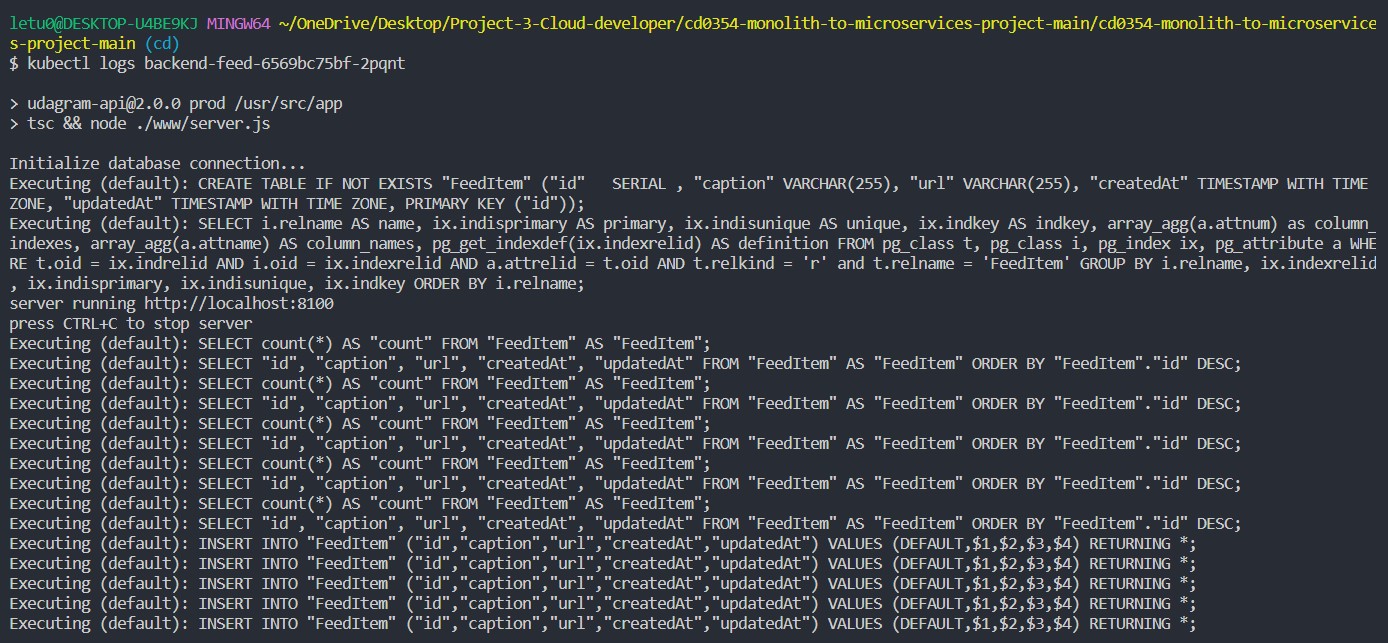 letu0@DESKTOP-U4BE9KJ MINGW64 ~/OneDrive/Desktop/Project-3-Cloud-developer/cd0354-monolith-to-microservices-project-main/cd0354-monolith-to-microservice
s-project-main (cd)
$ kubectl logs backend-feed-6569bc75bf-2pqnt
> udagram-api@2.0.0 prod /usr/src/app
> tsc && node ./www/server.js
Initialize database connection...
Executing (default): CREATE TABLE IF NOT EXISTS "FeedItem" ("id"   SERIAL , "caption" VARCHAR(255), "url" VARCHAR(255), "createdAt" TIMESTAMP WITH TIME
ZONE, "updatedAt" TIMESTAMP WITH TIME ZONE, PRIMARY KEY ("id"));
Executing (default): SELECT i.relname AS name, ix.indisprimary AS primary, ix.indisunique AS unique, ix.indkey AS indkey, array_agg(a.attnum) as column_
indexes, array_agg(a.attname) AS column_names, pg_get_indexdef(ix.indexrelid) AS definition FROM pg_class t, pg_class i, pg_index ix, pg_attribute a WHE
RE t.oid = ix.indrelid AND i.oid = ix.indexrelid AND a.attrelid = t.oid AND t.relkind = 'r' and t.relname = 'FeedItem' GROUP BY i.relname, ix.indexrelid
, ix.indisprimary, ix.indisunique, ix.indkey ORDER BY i.relname;
server running http://localhost:8100
press CTRL+C to stop server
Executing (default): SELECT count(*) AS "count" FROM "FeedItem" AS "FeedItem";
Executing (default): SELECT "id", "caption", "url", "createdAt", "updatedAt" FROM "FeedItem" AS "FeedItem" ORDER BY "FeedItem"."id" DESC;
Executing (default): SELECT count(*) AS "count" FROM "FeedItem" AS "FeedItem";
Executing (default): SELECT "id", "caption", "url", "createdAt", "updatedAt" FROM "FeedItem" AS "FeedItem" ORDER BY "FeedItem"."id" DESC;
Executing (default): SELECT count(*) AS "count" FROM "FeedItem" AS "FeedItem";
Executing (default): SELECT "id", "caption", "url", "createdAt", "updatedAt" FROM "FeedItem" AS "FeedItem" ORDER BY "FeedItem"."id" DESC;
Executing (default): SELECT count(*) AS "count" FROM "FeedItem" AS "FeedItem";
Executing (default): SELECT "id", "caption", "url", "createdAt", "updatedAt" FROM "FeedItem" AS "FeedItem" ORDER BY "FeedItem"."id" DESC;
Executing (default): SELECT count(*) AS "count" FROM "FeedItem" AS "FeedItem";
Executing (default): SELECT "id", "caption", "url", "createdAt", "updatedAt" FROM "FeedItem" AS "FeedItem" ORDER BY "FeedItem"."id" DESC;
Executing (default): INSERT INTO "FeedItem" ("id","caption","url","createdAt","updatedAt") VALUES (DEFAULT,$1,$2,$3,$4) RETURNING *;
Executing (default): INSERT INTO "FeedItem" ("id","caption","url","createdAt","updatedAt") VALUES (DEFAULT,$1,$2,$3,$4) RETURNING *;
Executing (default): INSERT INTO "FeedItem" ("id","caption","url","createdAt","updatedAt") VALUES (DEFAULT,$1,$2,$3,$4) RETURNING *;
Executing (default): INSERT INTO "FeedItem" ("id","caption","url","createdAt","updatedAt") VALUES (DEFAULT,$1,$2,$3,$4) RETURNING *;
Executing (default): INSERT INTO "FeedItem" ("id","caption","url","createdAt","updatedAt") VALUES (DEFAULT,$1,$2,$3,$4) RETURNING *;